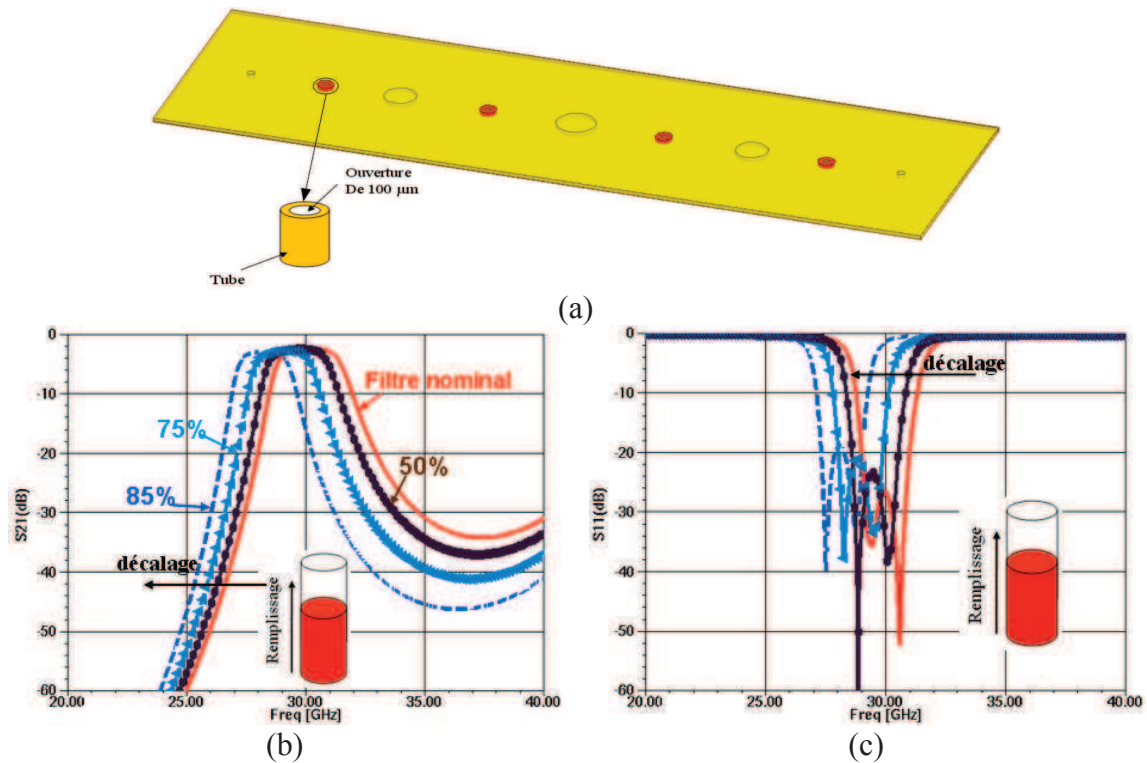 Ouverture
De 100 µm
Tube
(a)
0
-10
-20
-30
-40
-50
-60
S21(dB)
Filtre nominal
75%
50%
85%
décalage
Remplissage
20.00 25.00 30.00 35.00 40.00
Freq [GHz]
(b)
0
-10
-20
-30
-40
-50
-60
S11(dB)
décalage
Remplissage
20.00 25.00 30.00 35.00 40.00
Freq [GHz]
(c)